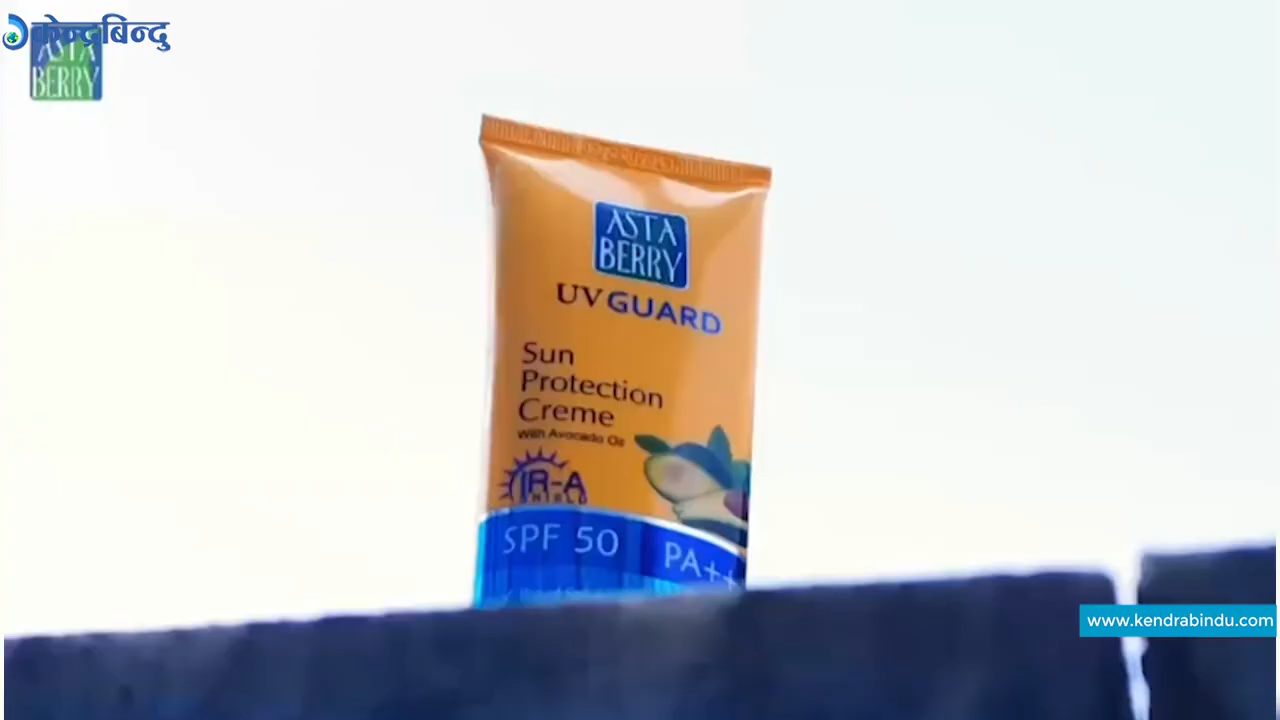 केन्द्रबिन्दु
ASTA
BERRY
ASTA
BERRY
UV GUARD
Sun
Protection
Creme
With Avocado Oil
IR-A
SHIELD
SPF 50
PA++
www.kendrabindu.com